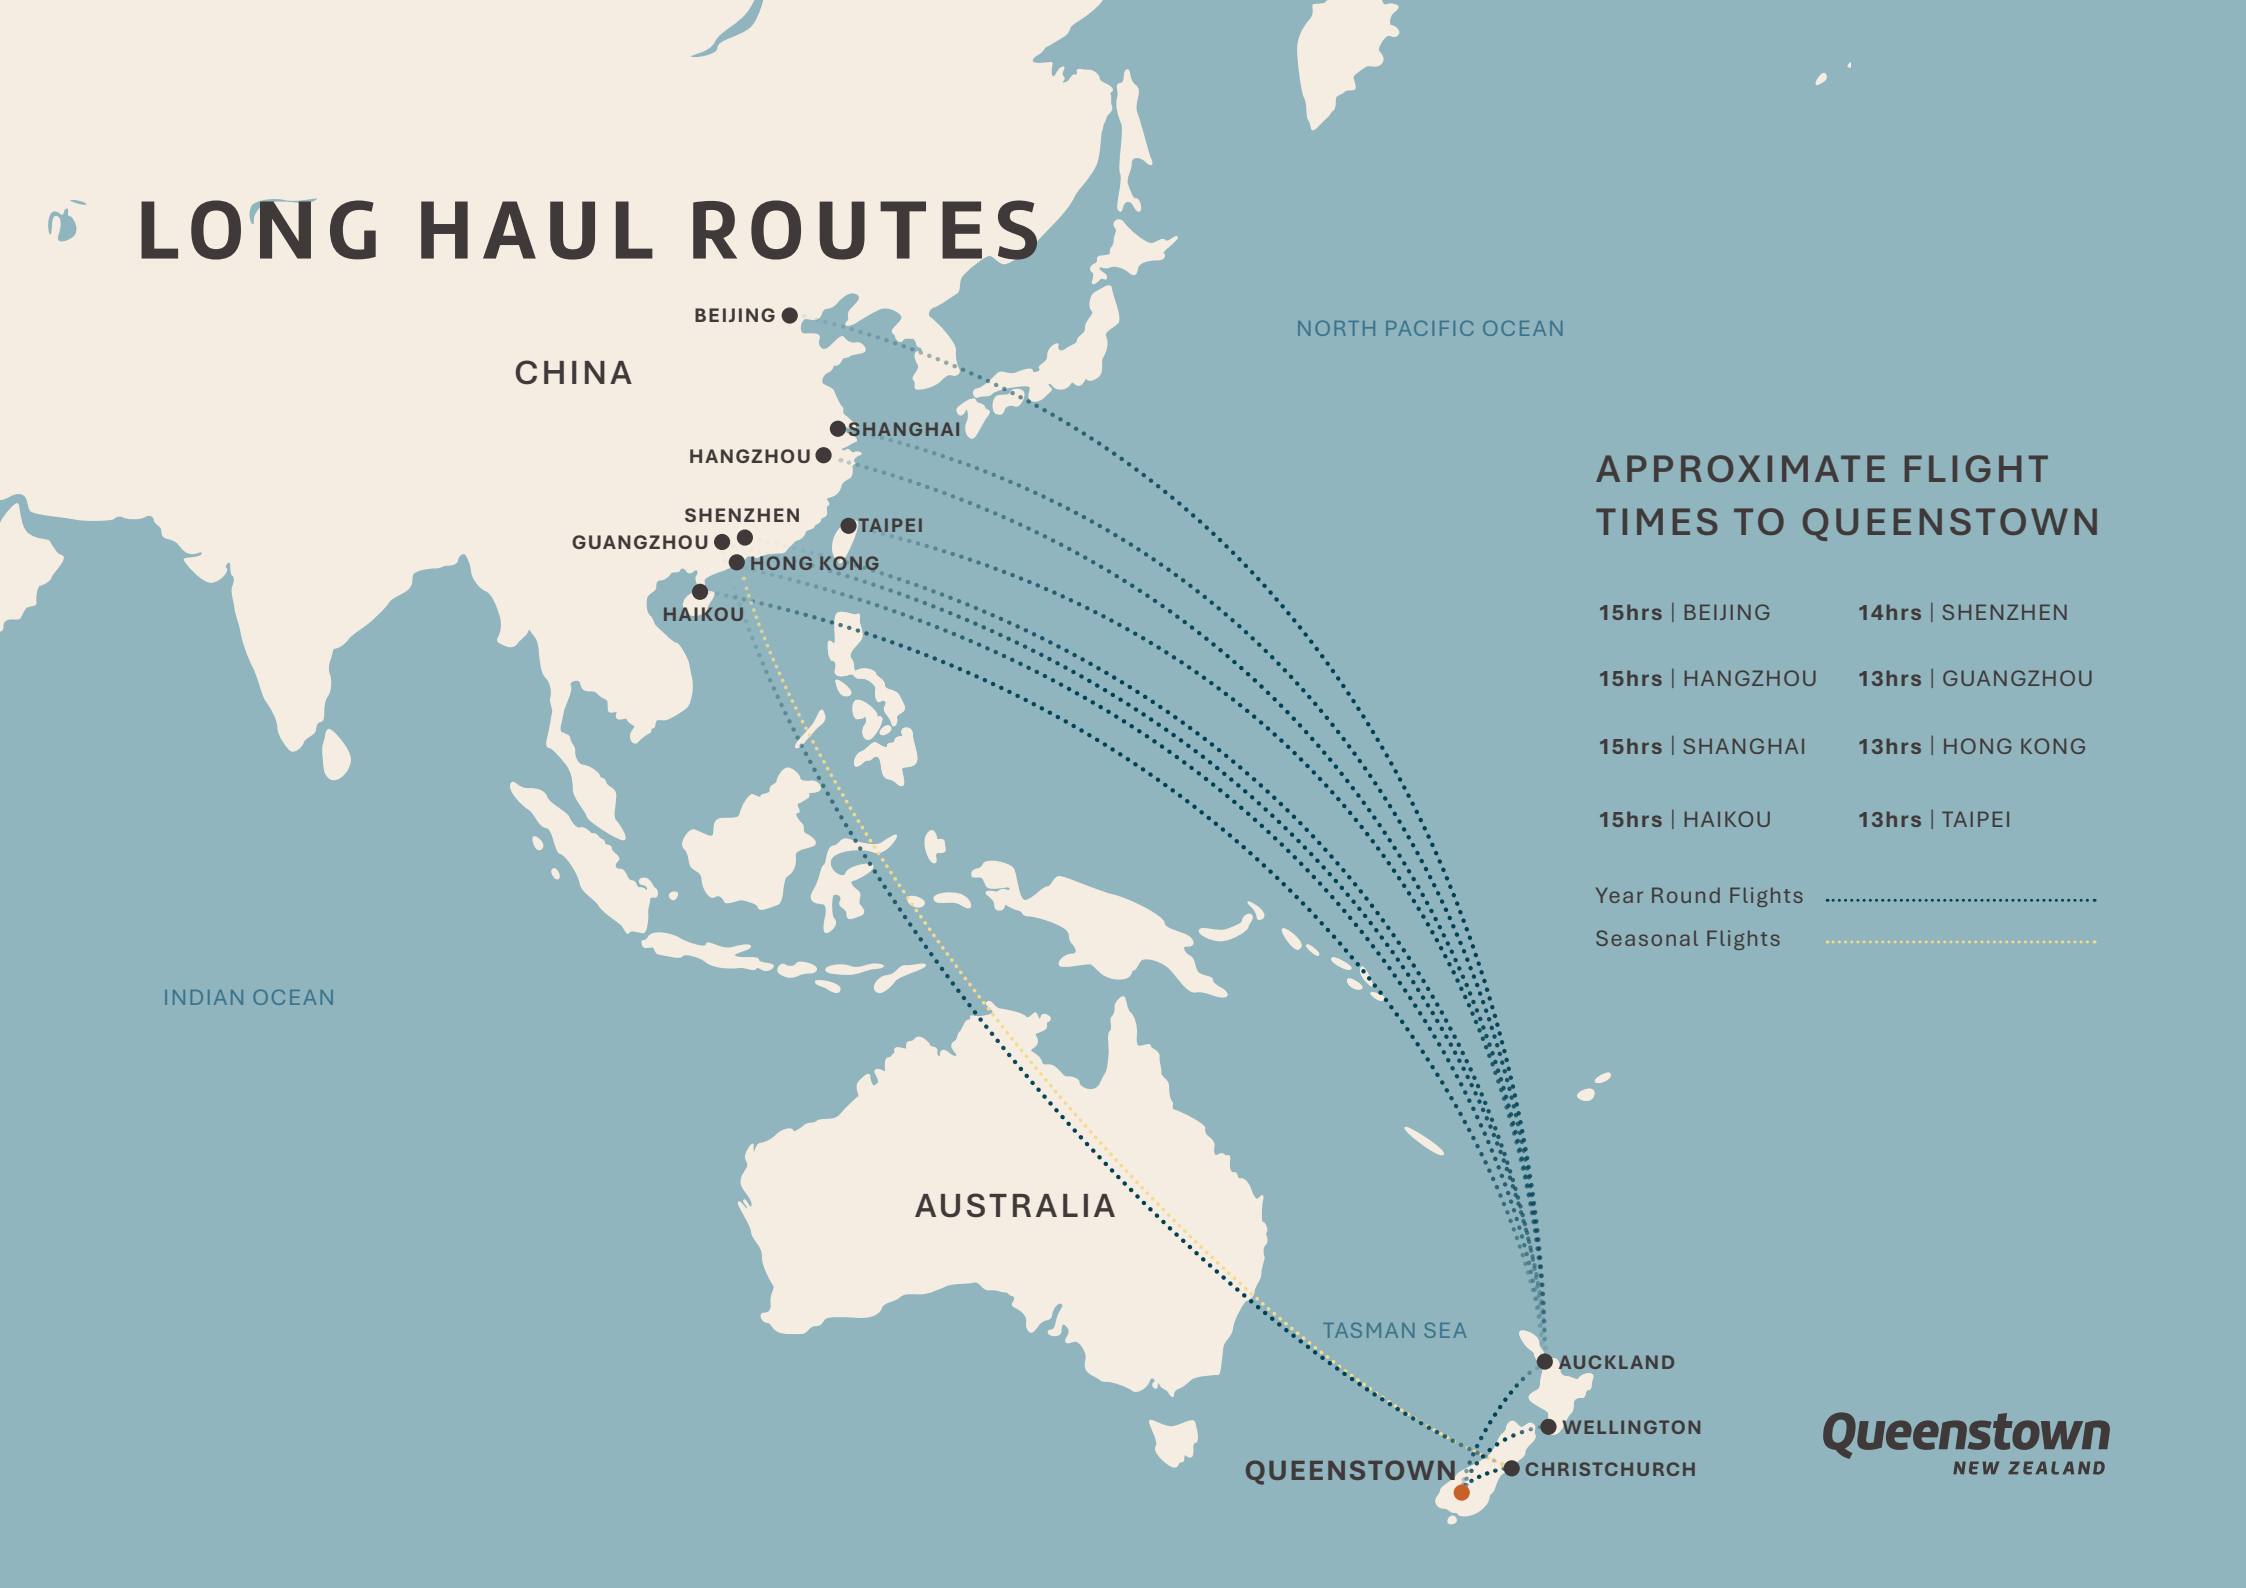 LONG HAUL ROUTES
BEIJING
CHINA
NORTH PACIFIC OCEAN
SHANGHAI
HANGZHOU
SHENZHEN
TAIPEI
GUANGZHOU
HONG KONG
HAIKOU
APPROXIMATE FLIGHT
TIMES TO QUEENSTOWN
15hrs | BEIJING
14hrs | SHENZHEN
15hrs | HANGZHOU
13hrs | GUANGZHOU
15hrs | SHANGHAI
13hrs | HONG KONG
15hrs | HAIKOU
13hrs | TAIPEI
Year Round Flights
Seasonal Flights
INDIAN OCEAN
AUSTRALIA
TASMAN SEA
AUCKLAND
WELLINGTON
QUEENSTOWN
CHRISTCHURCH
Queenstown
NEW ZEALAND